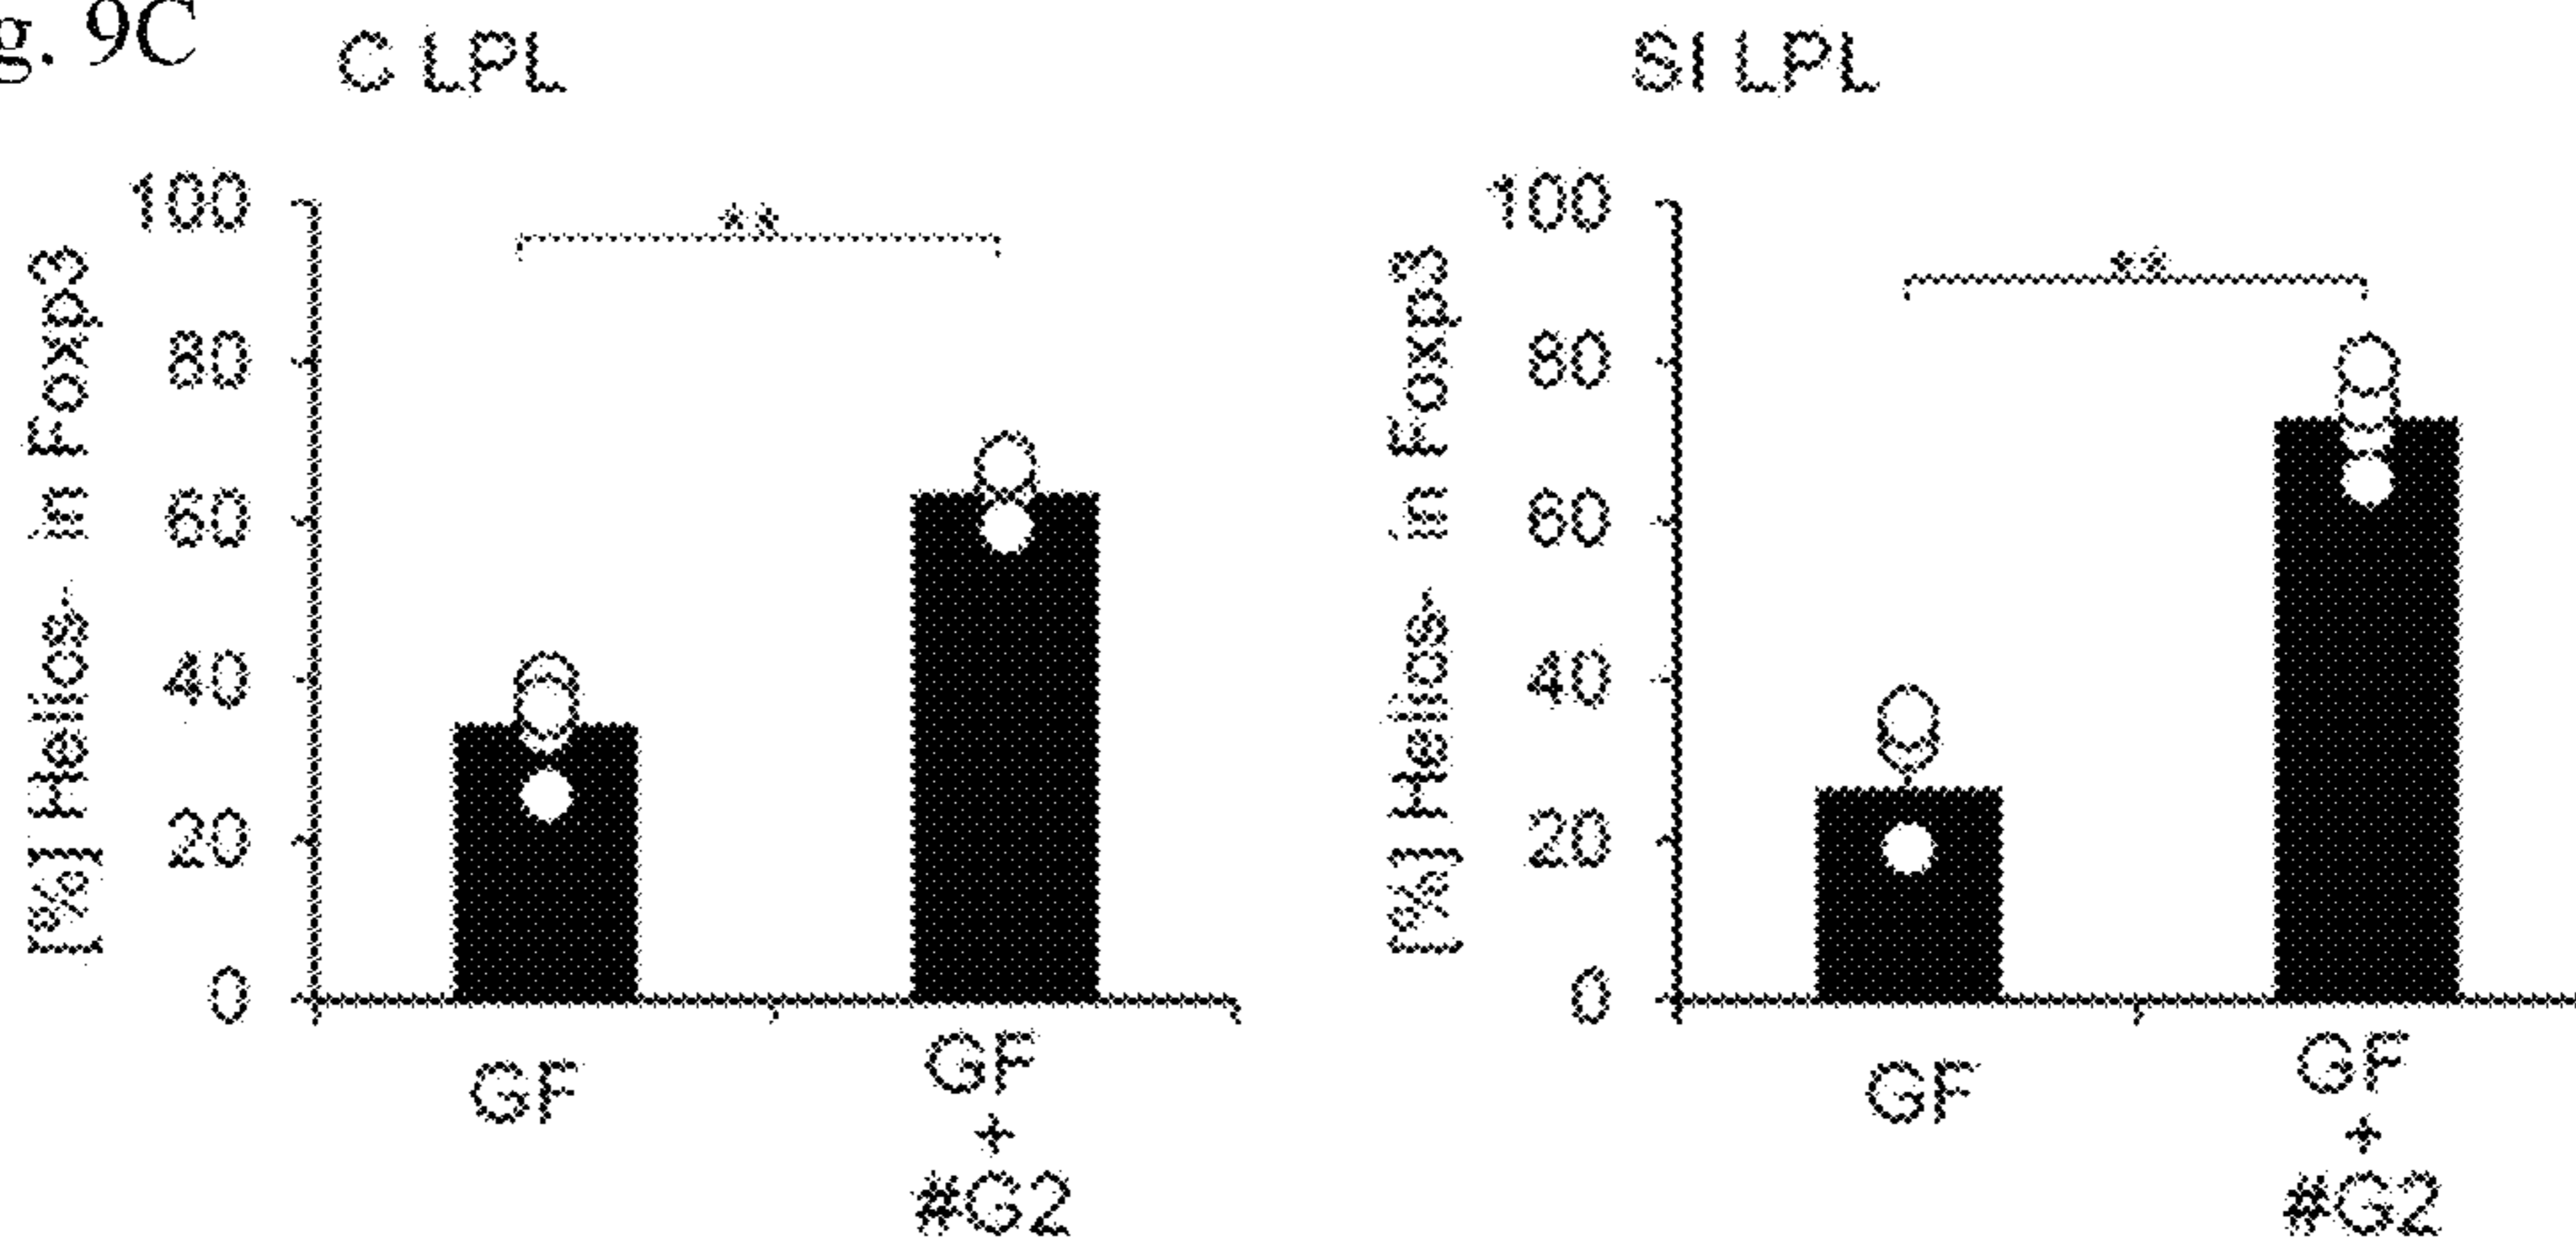 g. 9C
C LPL
[%] Helios- in Foxp3
100
80
60
40
20
0
**
GF
GF
+
#G2
SI LPL
[%] Helios- in Foxp3
100
80
60
40
20
0
**
GF
GF
+
#G2